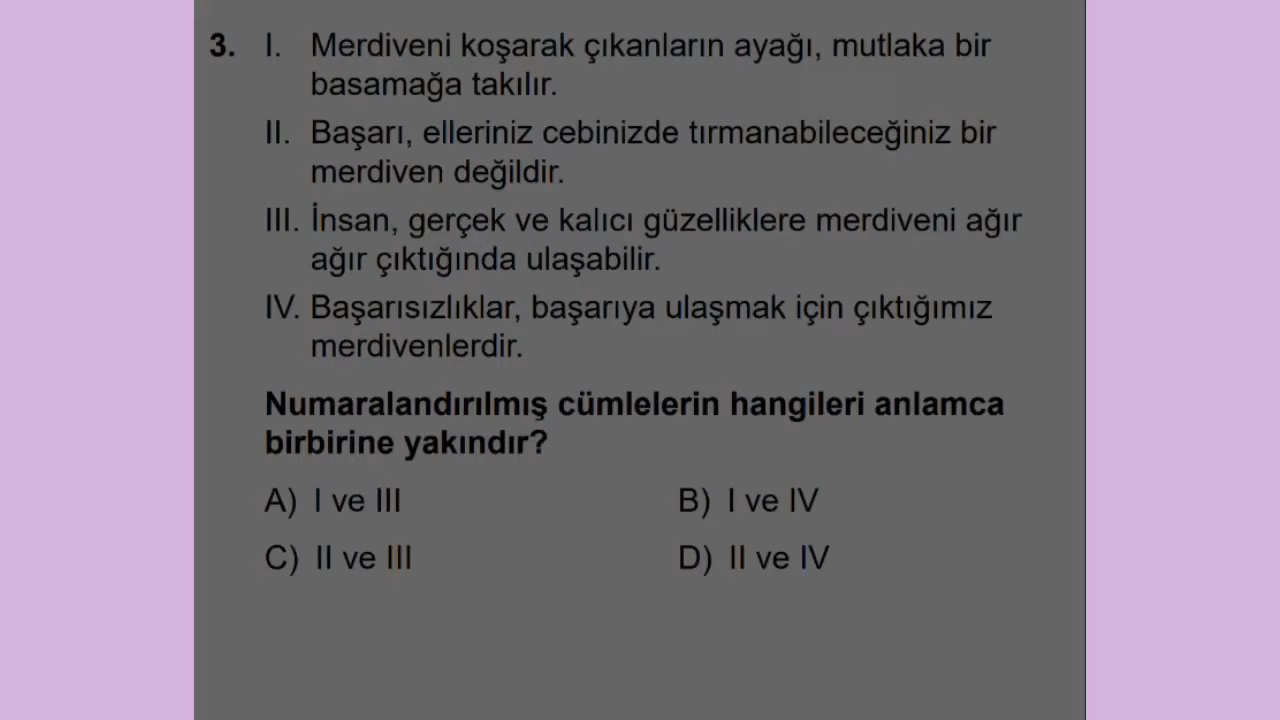 3. I. Merdiveni koşarak çıkanların ayağı, mutlaka bir
basamağa takılır.
II. Başarı, elleriniz cebinizde tırmanabileceğiniz bir
merdiven değildir.
III. İnsan, gerçek ve kalıcı güzelliklere merdiveni ağır
ağır çıktığında ulaşabilir.
IV. Başarısızlıklar, başarıya ulaşmak için çıktığımız
merdivenlerdir.
Numaralandırılmış cümlelerin hangileri anlamca
birbirine yakındır?
A) I ve III B) I ve IV
C) II ve III D) II ve IV